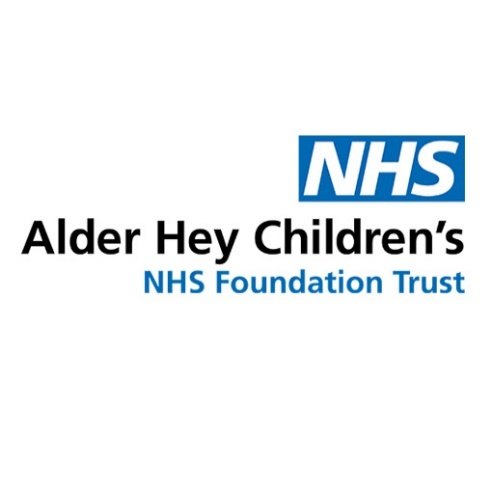 NHS
Alder Hey Children’s
NHS Foundation Trust